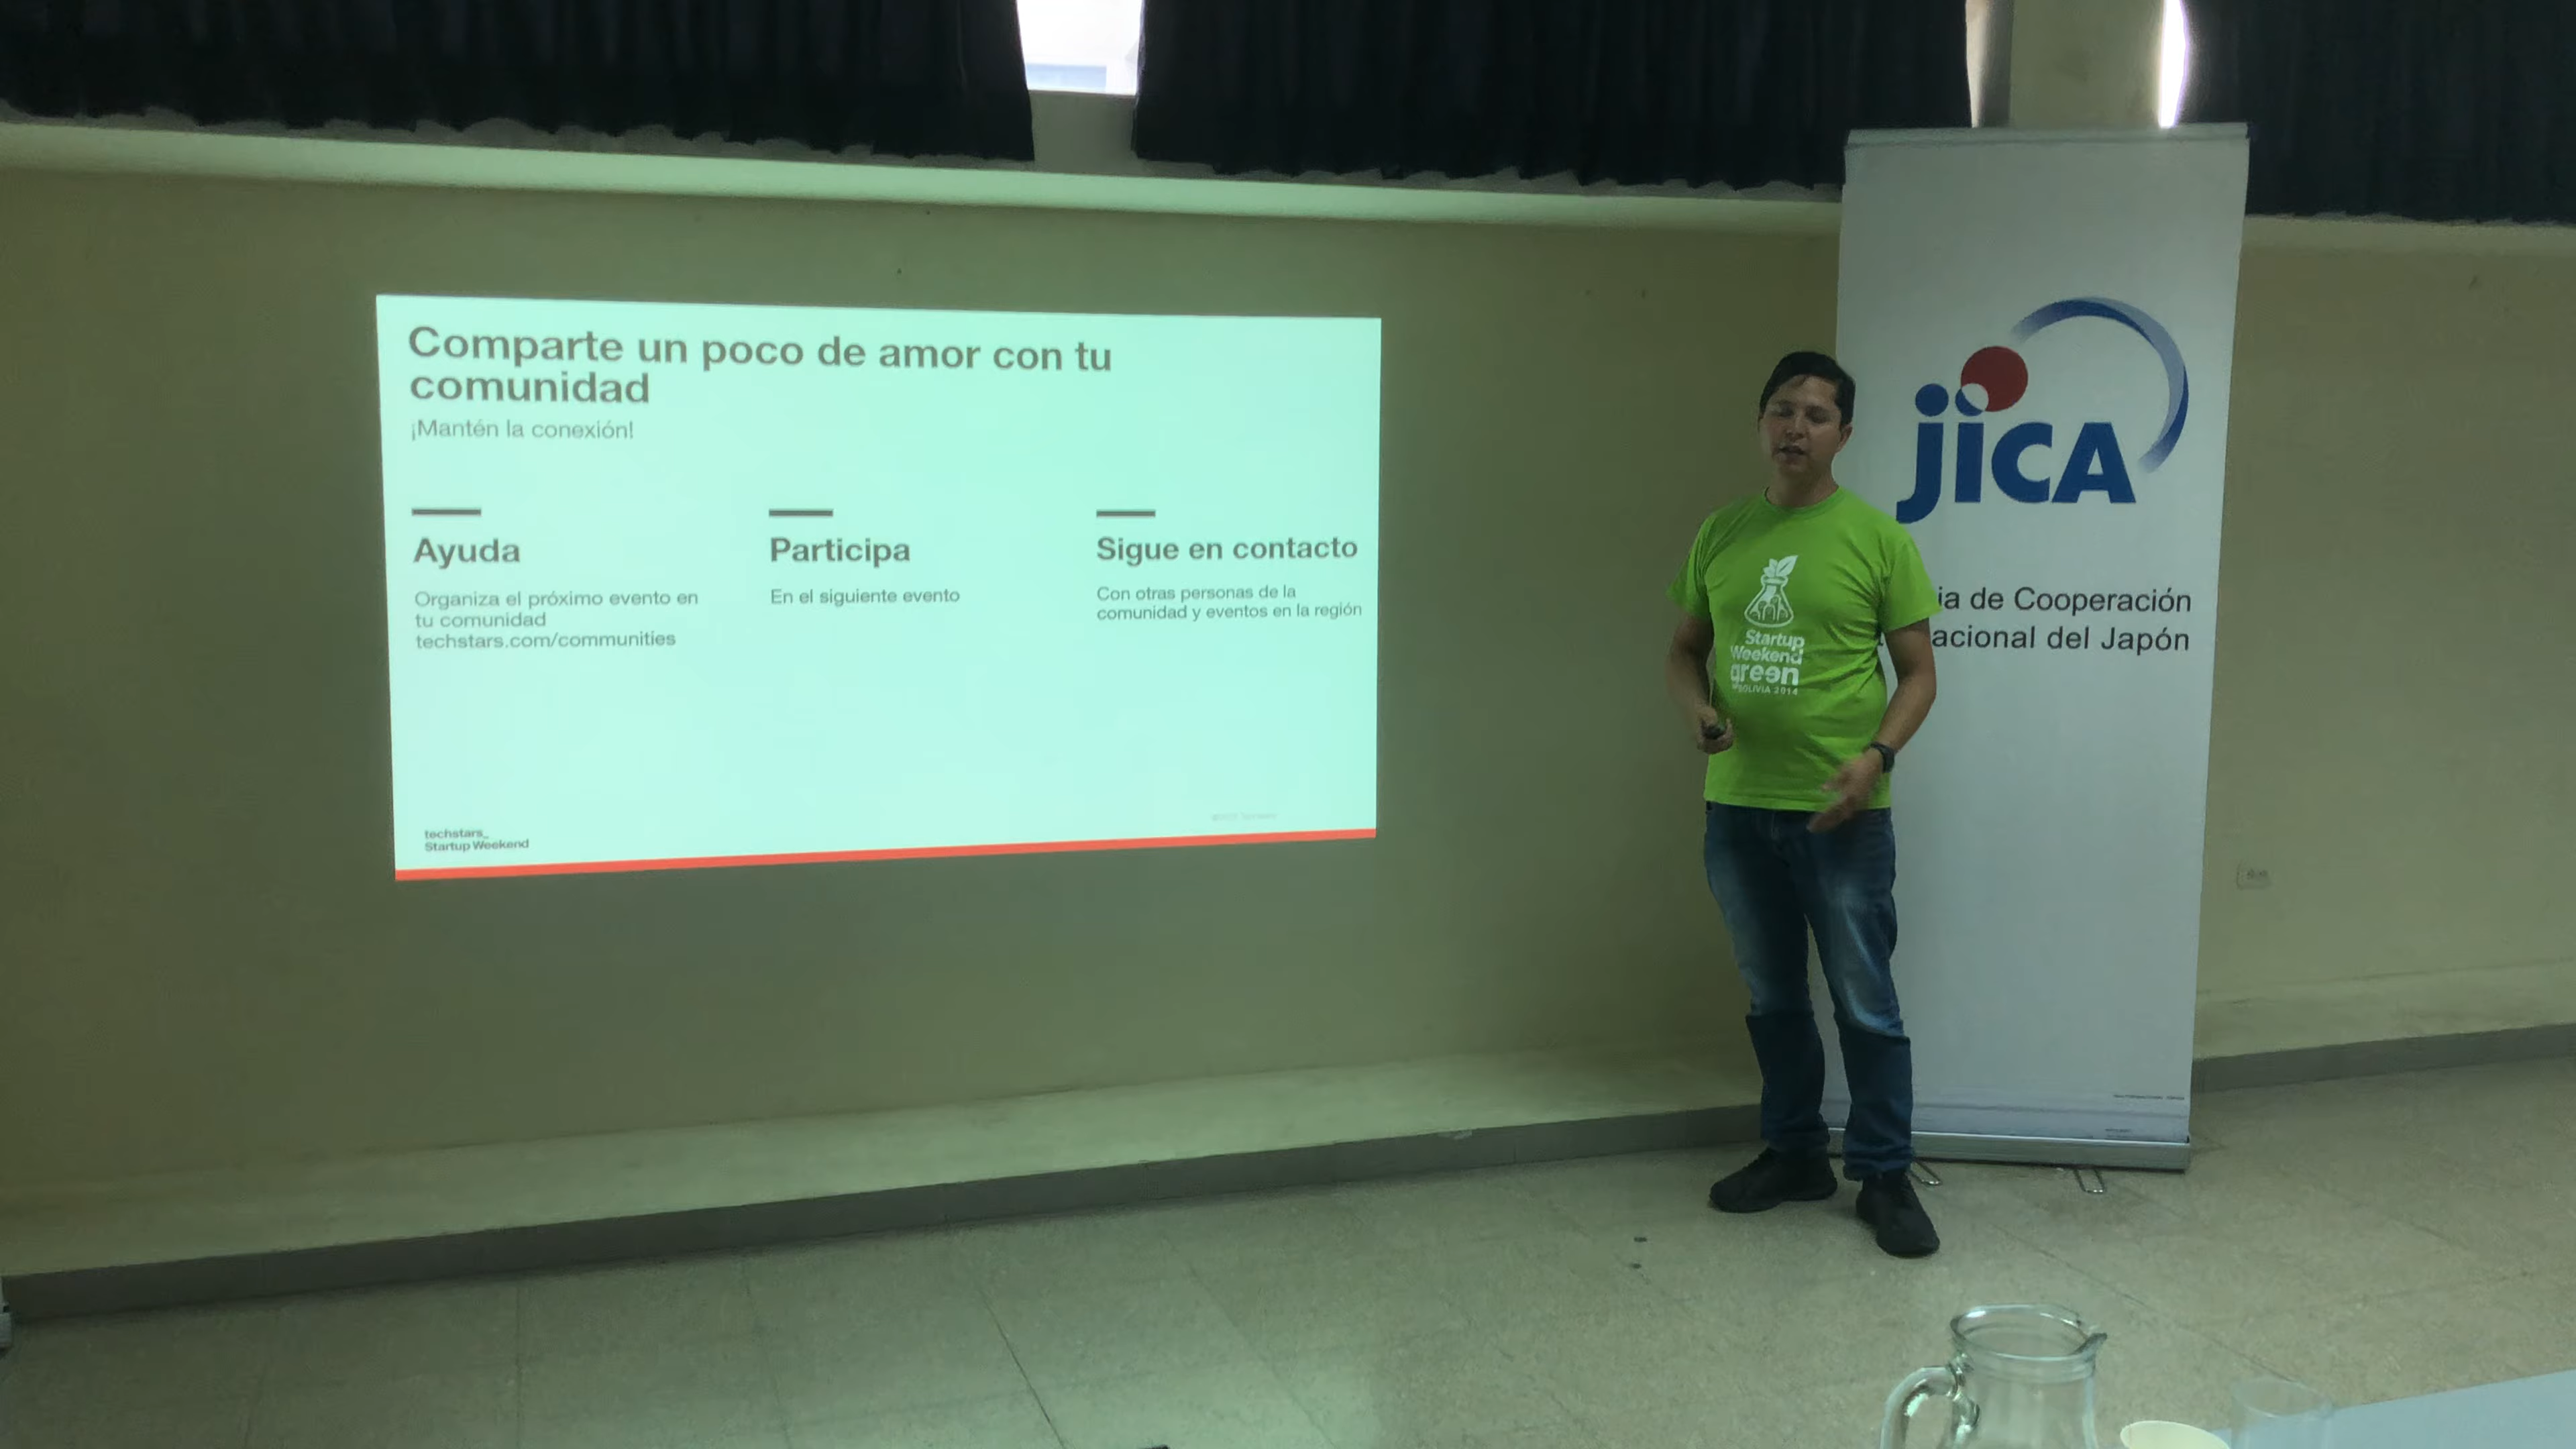 Comparte un poco de amor con tu
comunidad
¡Mantén la conexión!
Ayuda
Organiza el próximo evento en
tu comunidad
techstars.com/communities
Participa
En el siguiente evento
Sigue en contacto
Con otras personas de la
comunidad y eventos en la región
techstars_
Startup Weekend
Startup
Weekend
green
BOLIVIA 2014
jica
ia de Cooperación
acional del Japón